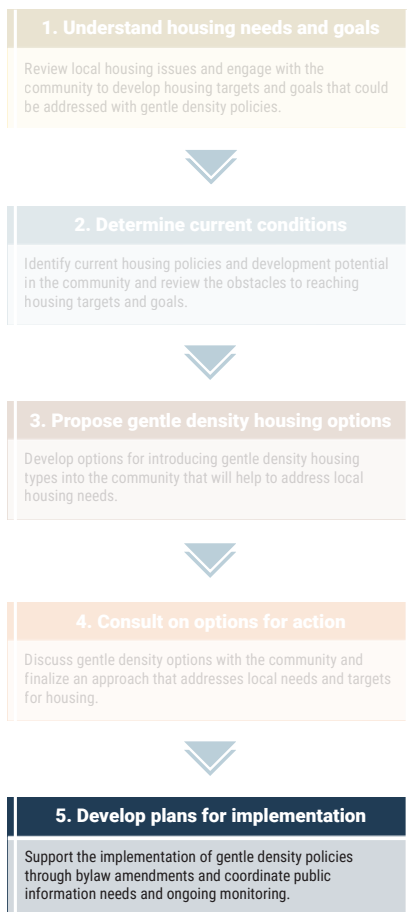 1. Understand housing needs and goals
Review local housing issues and engage with the
community to develop housing targets and goals that could
be addressed with gentle density policies.
2. Determine current conditions
Identify current housing policies and development potential
in the community and review the obstacles to reaching
housing targets and goals.
3. Propose gentle density housing options
Develop options for introducing gentle density housing
types into the community that will help to address local
housing needs.
4. Consult on options for action
Discuss gentle density options with the community and
finalize an approach that addresses local needs and targets
for housing.
5. Develop plans for implementation
Support the implementation of gentle density policies
through bylaw amendments and coordinate public
information needs and ongoing monitoring.